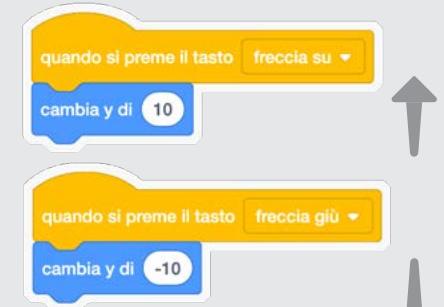 quando si preme il tasto freccia su
cambia y di 10
quando si preme il tasto freccia giù
cambia y di -10